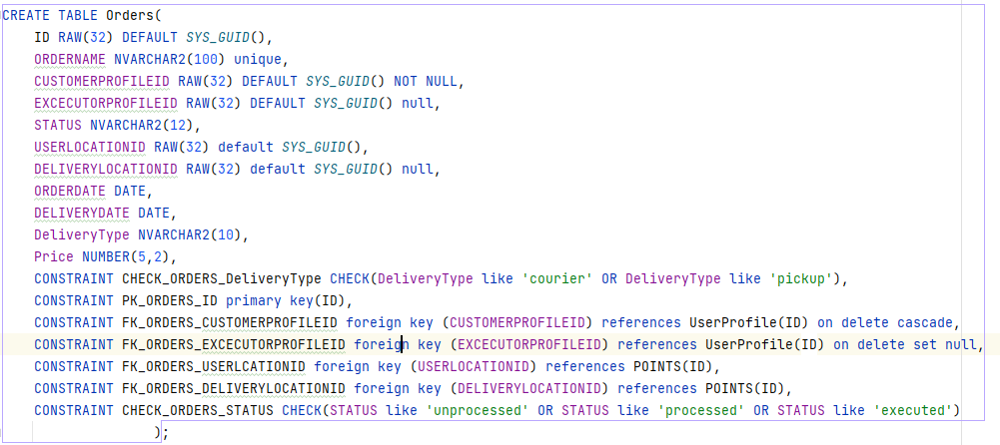 CREATE TABLE Orders(
ID RAW(32) DEFAULT SYS_GUID(),
ORDERNAME NVARCHAR2(100) unique,
CUSTOMERPROFILEID RAW(32) DEFAULT SYS_GUID() NOT NULL,
EXCECUTORPROFILEID RAW(32) DEFAULT SYS_GUID() null,
STATUS NVARCHAR2(12),
USERLOCATIONID RAW(32) default SYS_GUID(),
DELIVERYLOCATIONID RAW(32) default SYS_GUID() null,
ORDERDATE DATE,
DELIVERYDATE DATE,
DeliveryType NVARCHAR2(10),
Price NUMBER(5,2),
CONSTRAINT CHECK_ORDERS_DeliveryType CHECK(DeliveryType like 'courier' OR DeliveryType like 'pickup'),
CONSTRAINT PK_ORDERS_ID primary key(ID),
CONSTRAINT FK_ORDERS_CUSTOMERPROFILEID foreign key (CUSTOMERPROFILEID) references UserProfile(ID) on delete cascade,
CONSTRAINT FK_ORDERS_EXCECUTORPROFILEID foreign key (EXCECUTORPROFILEID) references UserProfile(ID) on delete set null,
CONSTRAINT FK_ORDERS_USERLCATIONID foreign key (USERLOCATIONID) references POINTS(ID),
CONSTRAINT FK_ORDERS_DELIVERYLOCATIONID foreign key (DELIVERYLOCATIONID) references POINTS(ID),
CONSTRAINT CHECK_ORDERS_STATUS CHECK(STATUS like 'unprocessed' OR STATUS like 'processed' OR STATUS like 'executed')
);